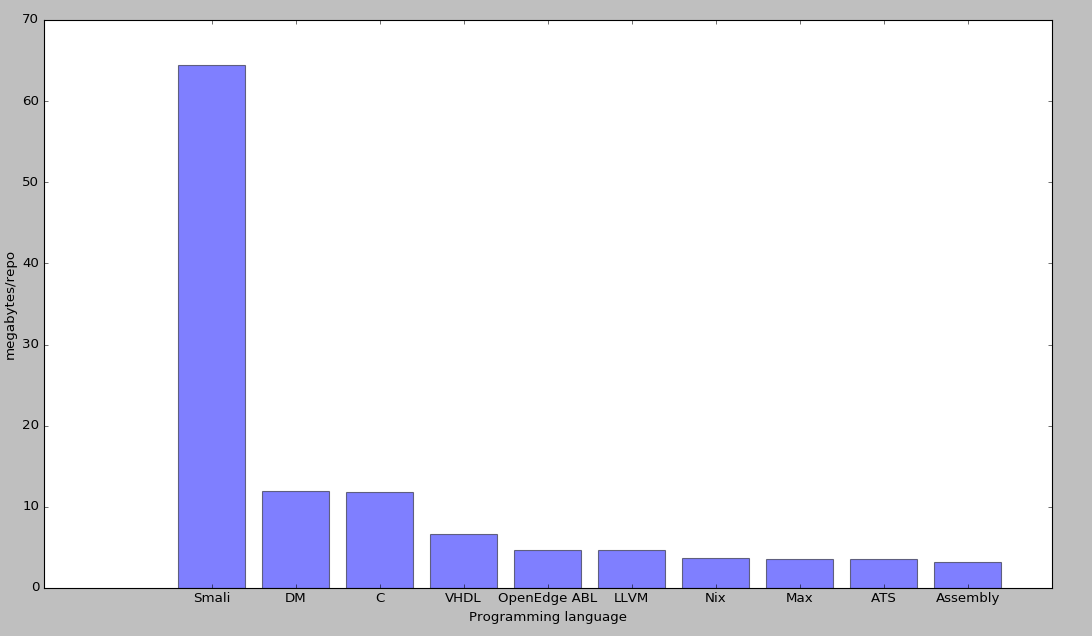 70
60
50
40
30
20
10
0
megabytes/repo
Smali DM C VHDL OpenEdge ABL LLVM Nix Max ATS Assembly
Programming language